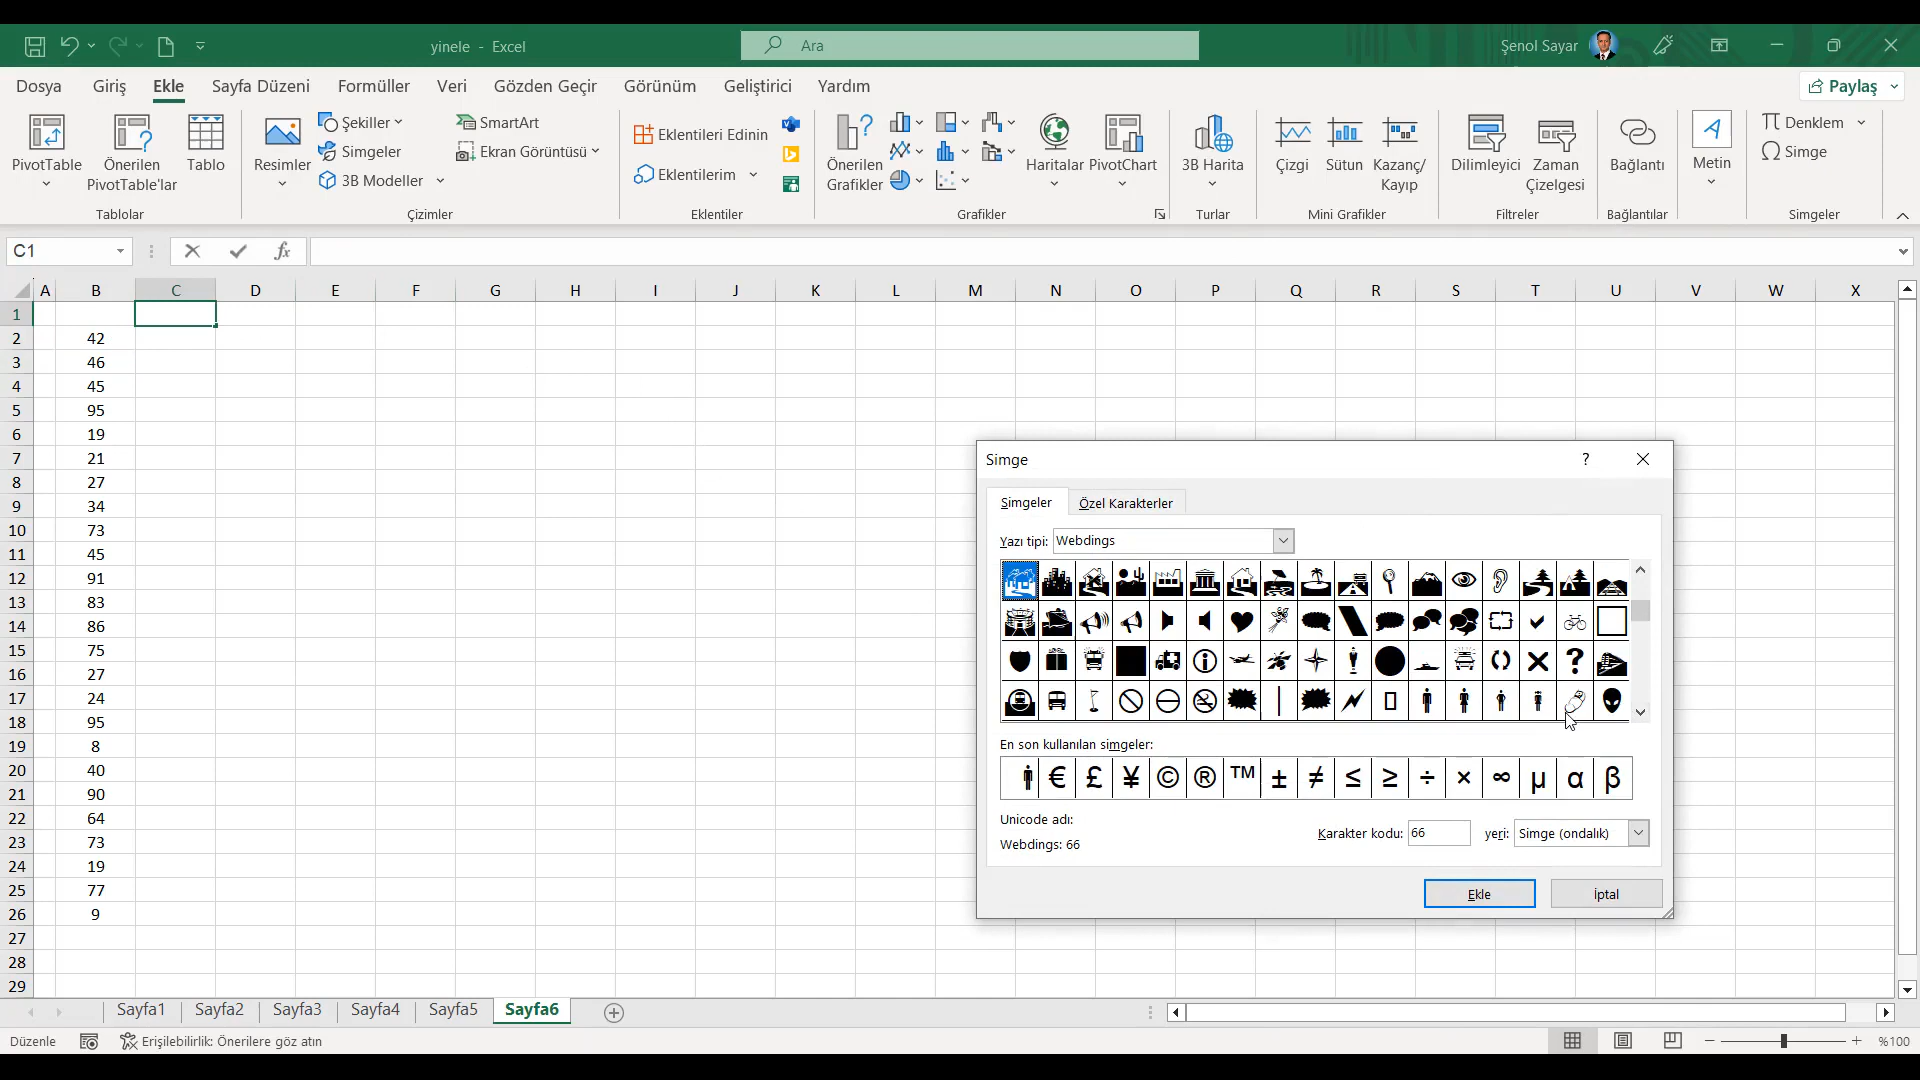 yinele - Excel
Ara
Şenol Sayar
Dosya Giriş Ekle Sayfa Düzeni Formüller Veri Gözden Geçir Görünüm Geliştirici Yardım
Paylaş
PivotTable
Önerilen
PivotTable'lar
Tablo
Tablolar
Resimler
Şekiller
Simgeler
3B Modeller
SmartArt
Ekran Görüntüsü
Çizimler
Eklentileri Edinin
Eklentilerim
Eklentiler
Önerilen
Grafikler
Haritalar
PivotChart
Grafikler
3B Harita
Turlar
Çizgi
Sütun
Kazanç/
Kayıp
Mini Grafikler
Dilimleyici
Zaman
Çizelgesi
Filtreler
Bağlantı
Bağlantılar
Metin
Denklem
Simge
Simgeler
C1
fx
A B C D E F G H I J K L M N O P Q R S T U V W X
1
2 42
3 46
4 45
5 95
6 19
7 21
8 27
9 34
10 73
11 45
12 91
13 83
14 86
15 75
16 27
17 24
18 95
19 8
20 40
21 90
22 64
23 73
24 19
25 77
26 9
27
28
29
Simge
?
Simgeler Özel Karakterler
Yazı tipi: Webdings
En son kullanılan simgeler:
€ £ ¥ © ® ™ ± ≠ ≤ ≥ ÷ × ∞ µ α β
Unicode adı:
Webdings: 66
Karakter kodu: 66 yeri: Simge (ondalık)
Ekle İptal
Sayfa1 Sayfa2 Sayfa3 Sayfa4 Sayfa5 Sayfa6
Düzenle
Erişilebilirlik: Önerilere göz atın
%100